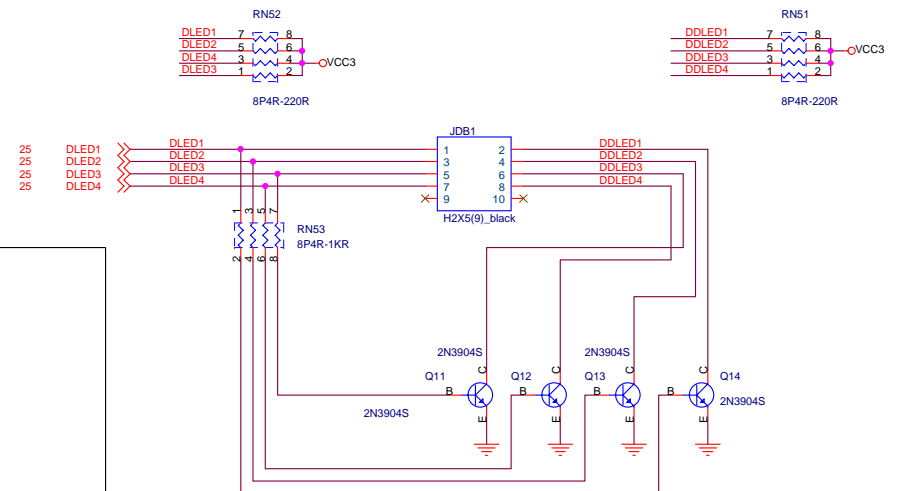 RN52
RN51
DLED1 7 8
DLED2 5 6
DLED4 3 4
DLED3 1 2
VCC3
DDLED1 7 8
DDLED2 5 6
DDLED3 3 4
DDLED4 1 2
VCC3
8P4R-220R
8P4R-220R
JDB1
25 DLED1 DLED1 1 2 DDLED1
25 DLED2 DLED2 3 4 DDLED2
25 DLED3 DLED3 5 6 DDLED3
25 DLED4 DLED4 7 8 DDLED4
9 10
H2X5(9)_black
1 3 5 7
RN53
8P4R-1KR
2 4 6 8
2N3904S
2N3904S
Q11 C
Q12 C
Q13 C
Q14 C
B B B B
2N3904S
2N3904S
E E E E